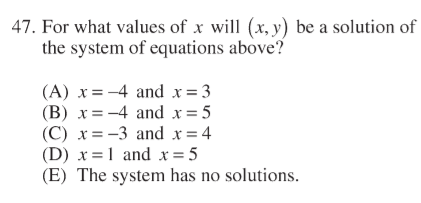 47. For what values of x will (x, y) be a solution of
the system of equations above?
(A) x = −4 and x = 3
(B) x = −4 and x = 5
(C) x = −3 and x = 4
(D) x = 1 and x = 5
(E) The system has no solutions.